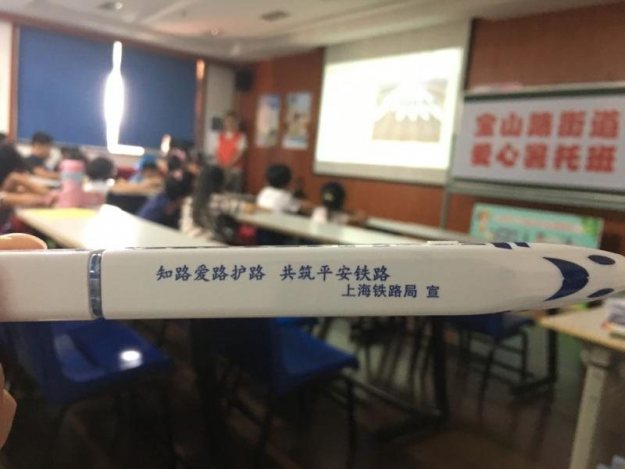 宝山路街道
爱心暑托班
知路爱路护路 共筑平安铁路
上海铁路局 宣